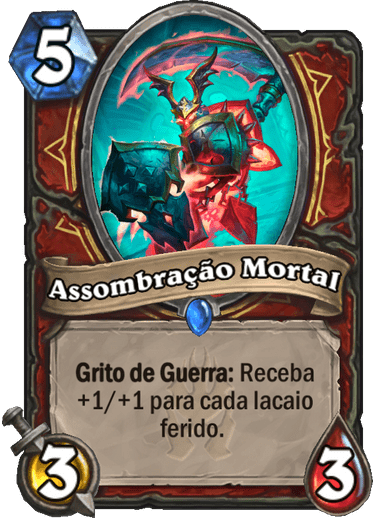 5
Assombração Mortal
Grito de Guerra: Receba
+1/+1 para cada lacaio
ferido.
3
3